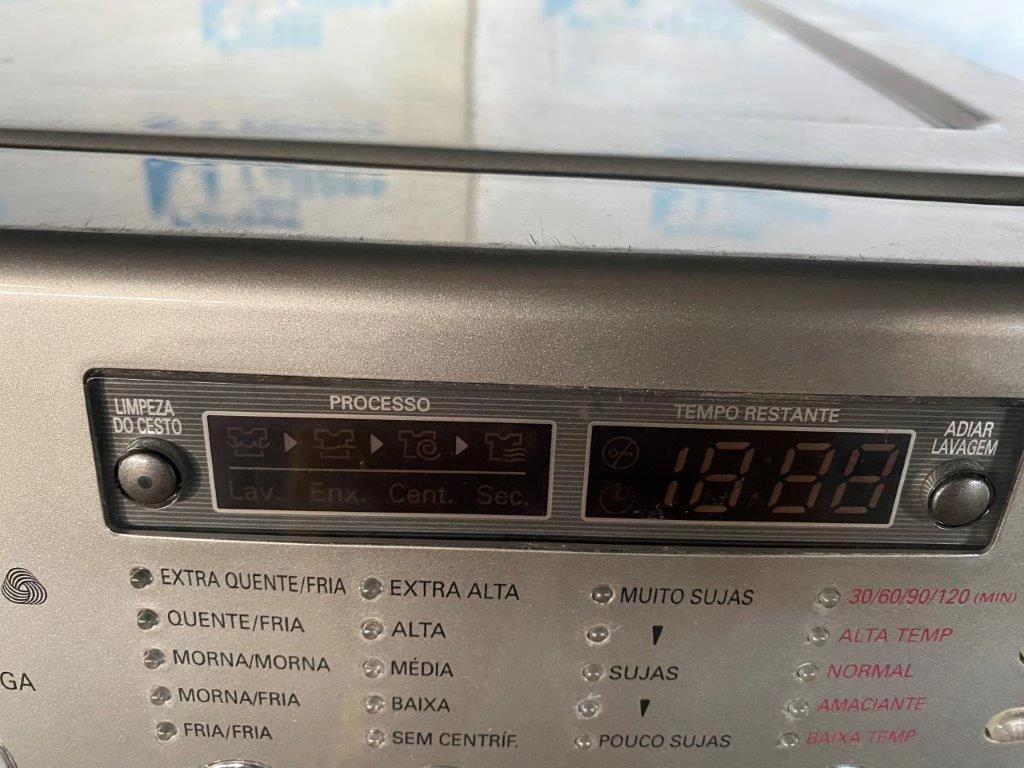 LIMPEZA
DO CESTO
PROCESSO
Lav. Enx. Cent. Sec.
TEMPO RESTANTE
18:88
ADIAR
LAVAGEM
EXTRA QUENTE/FRIA
QUENTE/FRIA
MORNA/MORNA
MORNA/FRIA
FRIA/FRIA
EXTRA ALTA
ALTA
MÉDIA
BAIXA
SEM CENTRÍF.
MUITO SUJAS
SUJAS
POUCO SUJAS
30/60/90/120 (MIN)
ALTA TEMP
NORMAL
AMACIANTE
BAIXA TEMP
GA